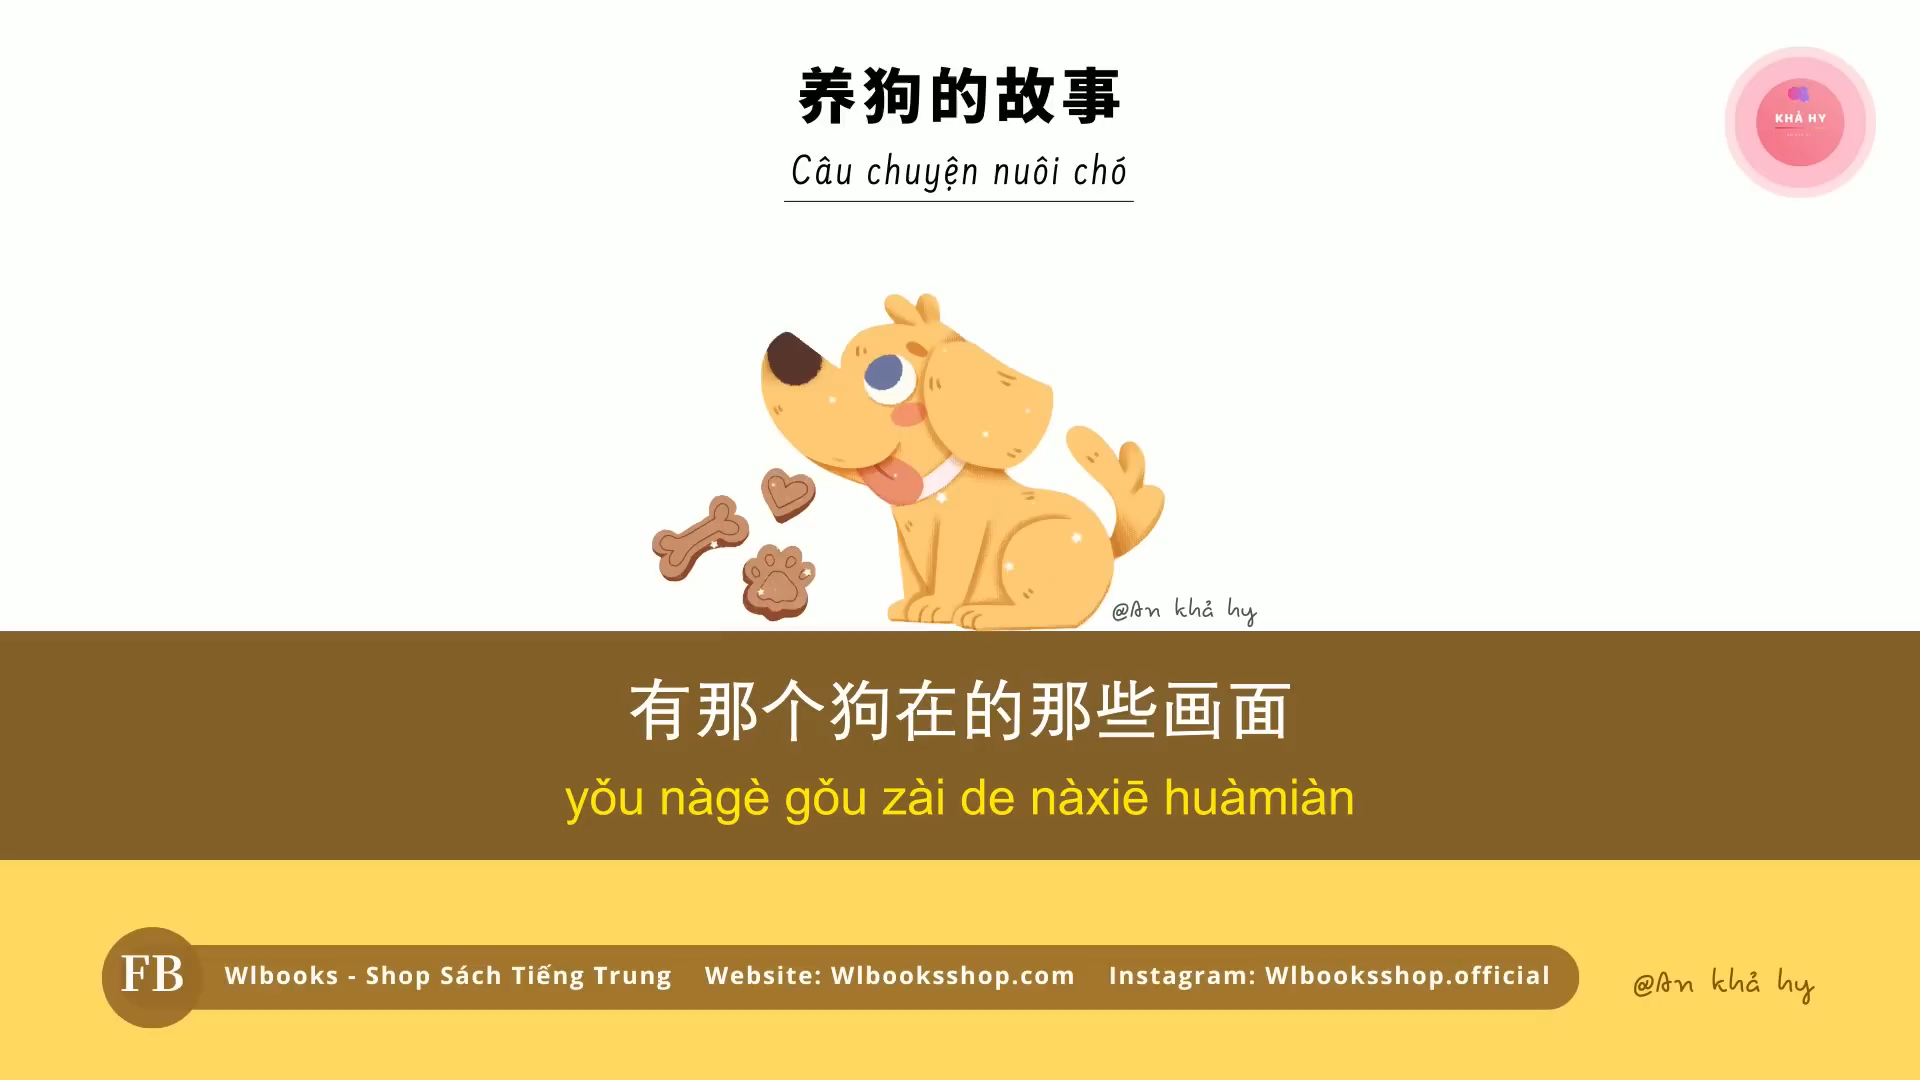 养狗的故事
Câu chuyện nuôi chó
KHẢ HY
@An khả hy
有那个狗在的那些画面
yǒu nàgè gǒu zài de nàxiē huàmiàn
FB Wlbooks - Shop Sách Tiếng Trung Website: Wlbooksshop.com Instagram: Wlbooksshop.official
@An khả hy